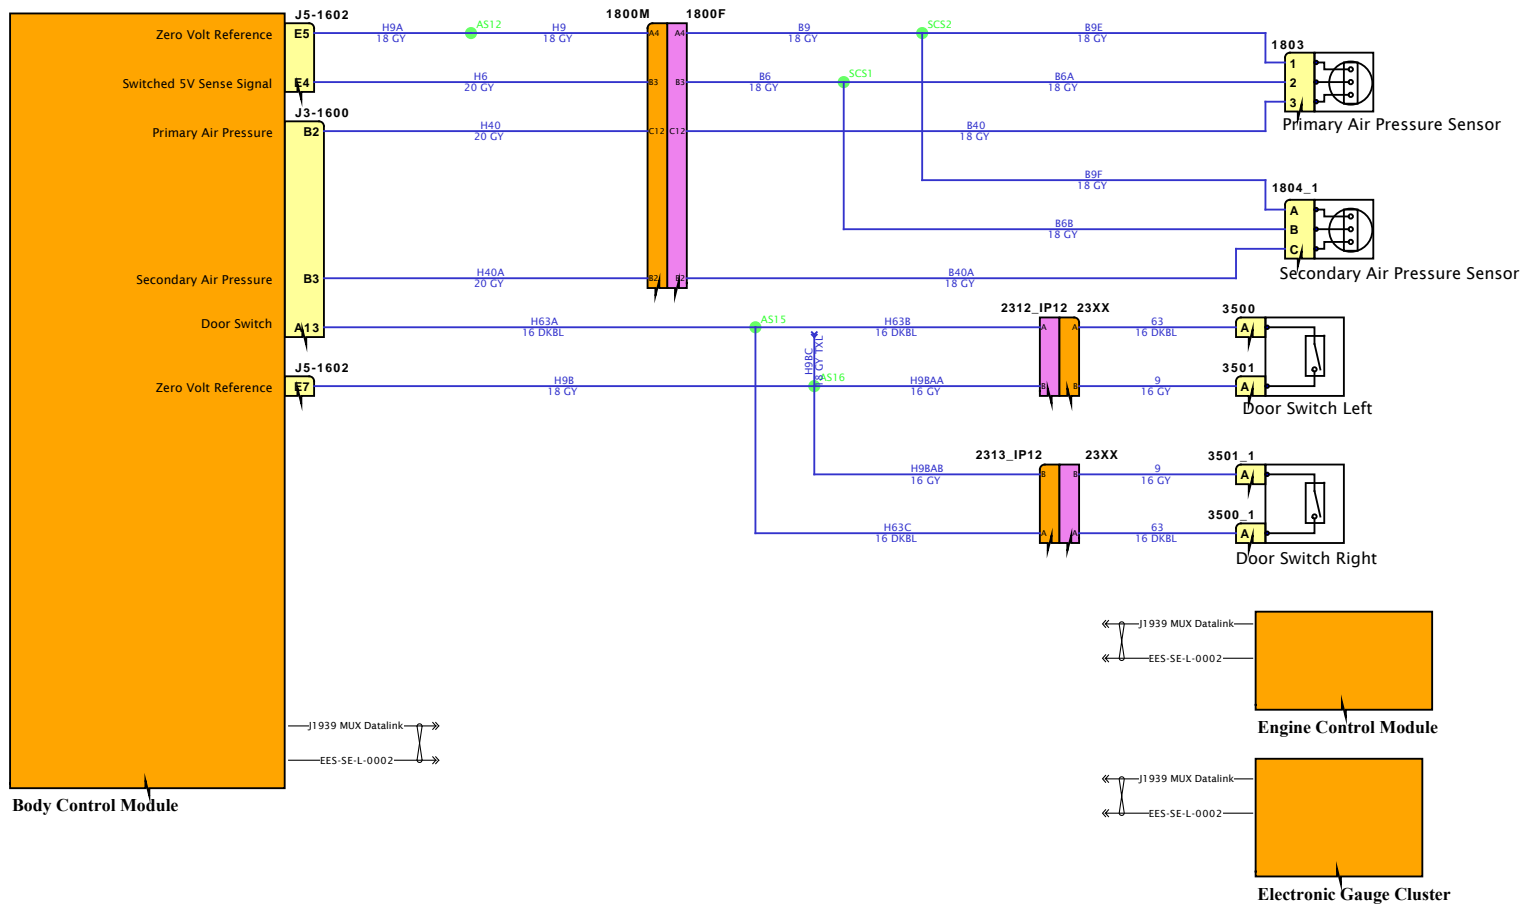 J5-1602
H9A
AS12
H9
1800M
1800F
B9
SCS2
B9E
Zero Volt Reference
E5
18 GY
18 GY
A4
A4
18 GY
18 GY
1803
1
H6
B6
SCS1
B6A
Switched 5V Sense Signal
E4
20 GY
B3
B3
18 GY
18 GY
2
3
J3-1600
H40
B40
Primary Air Pressure
B2
20 GY
C12
C12
18 GY
Primary Air Pressure Sensor
B9F
18 GY
1804_1
A
B6B
18 GY
B
C
H40A
B40A
Secondary Air Pressure
B3
20 GY
B2
B2
18 GY
Secondary Air Pressure Sensor
2312_IP12
23XX
3500
Door Switch
A13
H63A
16 DKBL
AS15
H63B
16 DKBL
A
A
63
16 DKBL
A
H9BC
18 GY TXL
J5-1602
3501
Zero Volt Reference
E7
H9B
18 GY
AS16
H9BAA
16 GY
B
B
9
16 GY
A
Door Switch Left
2313_IP12
23XX
3501_1
H9BAB
16 GY
B
B
9
16 GY
A
3500_1
H63C
16 DKBL
A
A
63
16 DKBL
A
Door Switch Right
J1939 MUX Datalink
EES-SE-L-0002
Engine Control Module
J1939 MUX Datalink
EES-SE-L-0002
Body Control Module
J1939 MUX Datalink
EES-SE-L-0002
Electronic Gauge Cluster